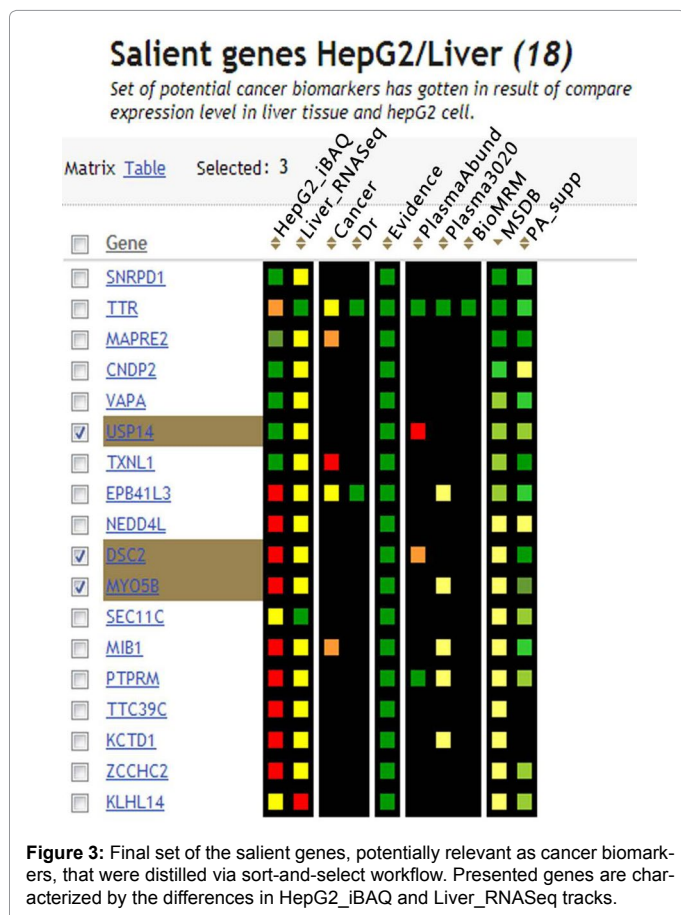 Salient genes HepG2/Liver (18)
Set of potential cancer biomarkers has gotten in result of compare
expression level in liver tissue and hepG2 cell.
Matrix Table Selected: 3
HepG2_iBAQ
Liver_RNASeq
Cancer
Dr
Evidence
PlasmaAbund
Plasma3020
BioMRM
MSDB
PA_supp
Gene
SNRPD1
TTR
MAPRE2
CNDP2
VAPA
USP14
TXNL1
EPB41L3
NEDD4L
DSC2
MYO5B
SEC11C
MIB1
PTPRM
TTC39C
KCTD1
ZCCHC2
KLHL14
Figure 3: Final set of the salient genes, potentially relevant as cancer biomark-
ers, that were distilled via sort-and-select workflow. Presented genes are char-
acterized by the differences in HepG2_iBAQ and Liver_RNASeq tracks.